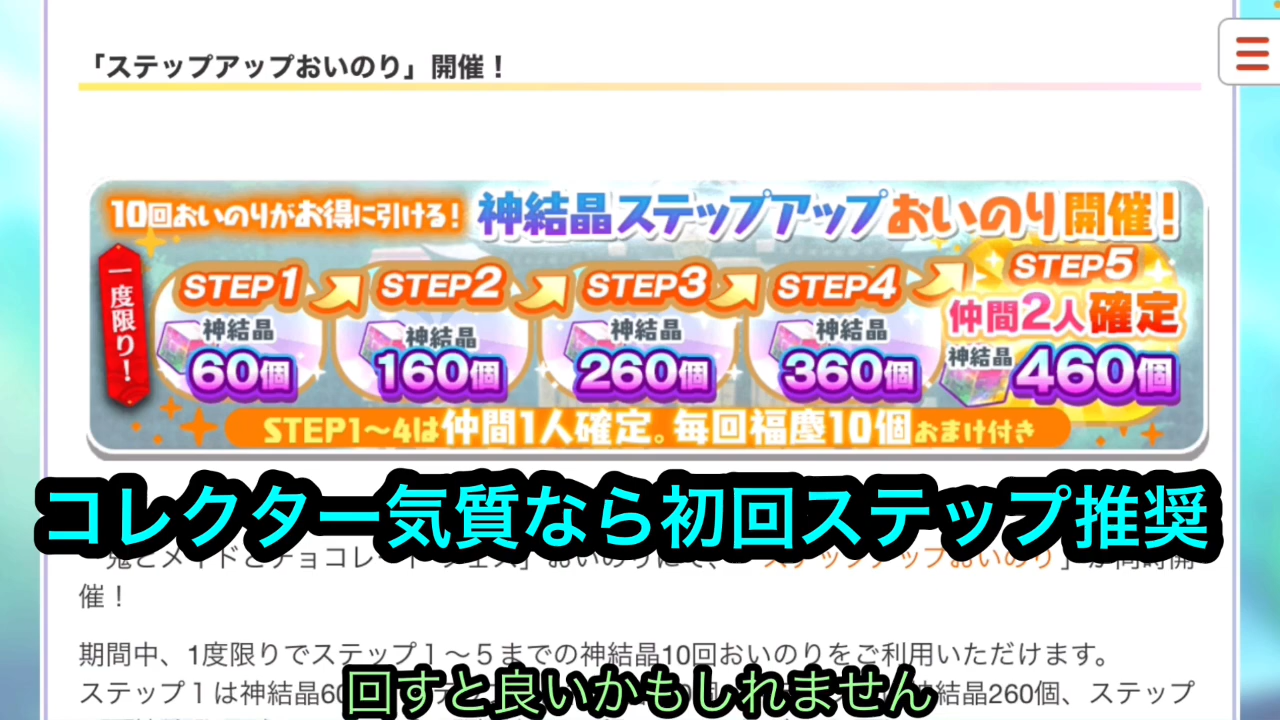 「ステップアップおいのり」開催！
10回おいのりがお得に引ける！ 神結晶ステップアップおいのり開催！
一度限り！
STEP1 STEP2 STEP3 STEP4 STEP5
仲間2人確定
神結晶 60個
神結晶 160個
神結晶 260個
神結晶 360個
神結晶 460個
STEP1～4は仲間1人確定。毎回福塵10個おまけ付き
コレクター気質なら初回ステップ推奨
催！
期間中、1度限りでステップ１～５までの神結晶10回おいのりをご利用いただけます。
ステップ１は神結晶60 結晶260個、ステップ
回すと良いかもしれません